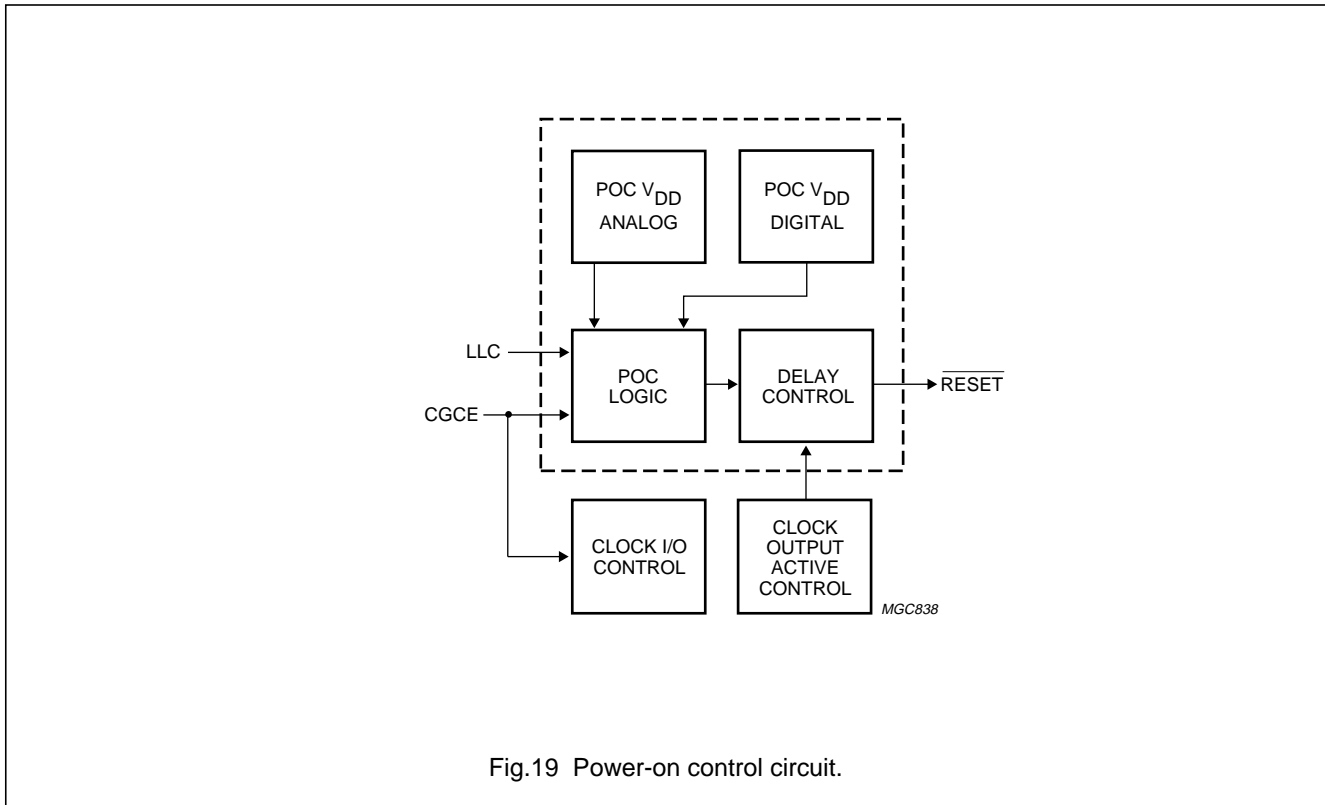 POC VDD
ANALOG
POC VDD
DIGITAL
LLC
CGCE
POC
LOGIC
DELAY
CONTROL
RESET
CLOCK I/O
CONTROL
CLOCK
OUTPUT
ACTIVE
CONTROL
MGC838
Fig.19 Power-on control circuit.